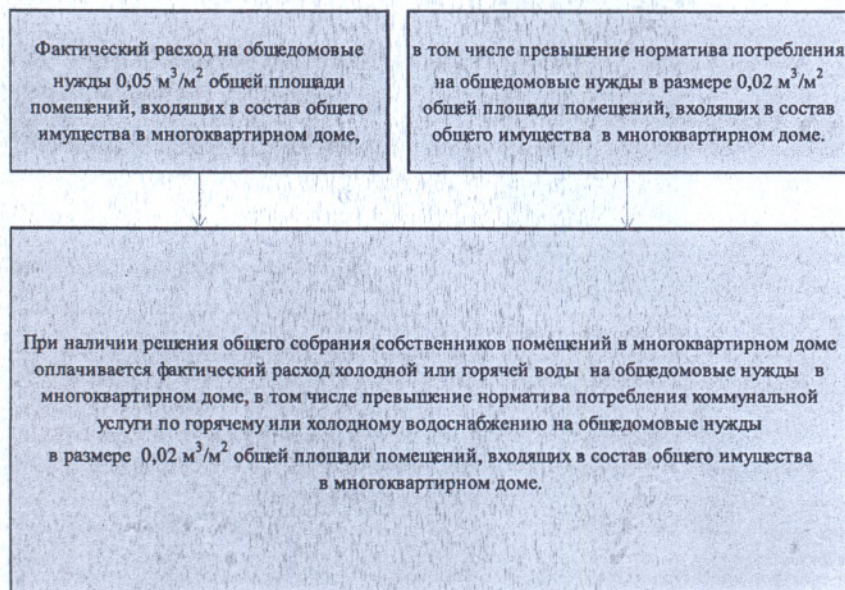 Фактический расход на общедомовые
нужды 0,05 м³/м² общей площади
помещений, входящих в состав общего
имущества в многоквартирном доме,
в том числе превышение норматива потребления
на общедомовые нужды в размере 0,02 м³/м²
общей площади помещений, входящих в состав
общего имущества в многоквартирном доме.
При наличии решения общего собрания собственников помещений в многоквартирном доме
оплачивается фактический расход холодной или горячей воды на общедомовые нужды в
многоквартирном доме, в том числе превышение норматива потребления коммунальной
услуги по горячему или холодному водоснабжению на общедомовые нужды
в размере 0,02 м³/м² общей площади помещений, входящих в состав общего имущества
в многоквартирном доме.